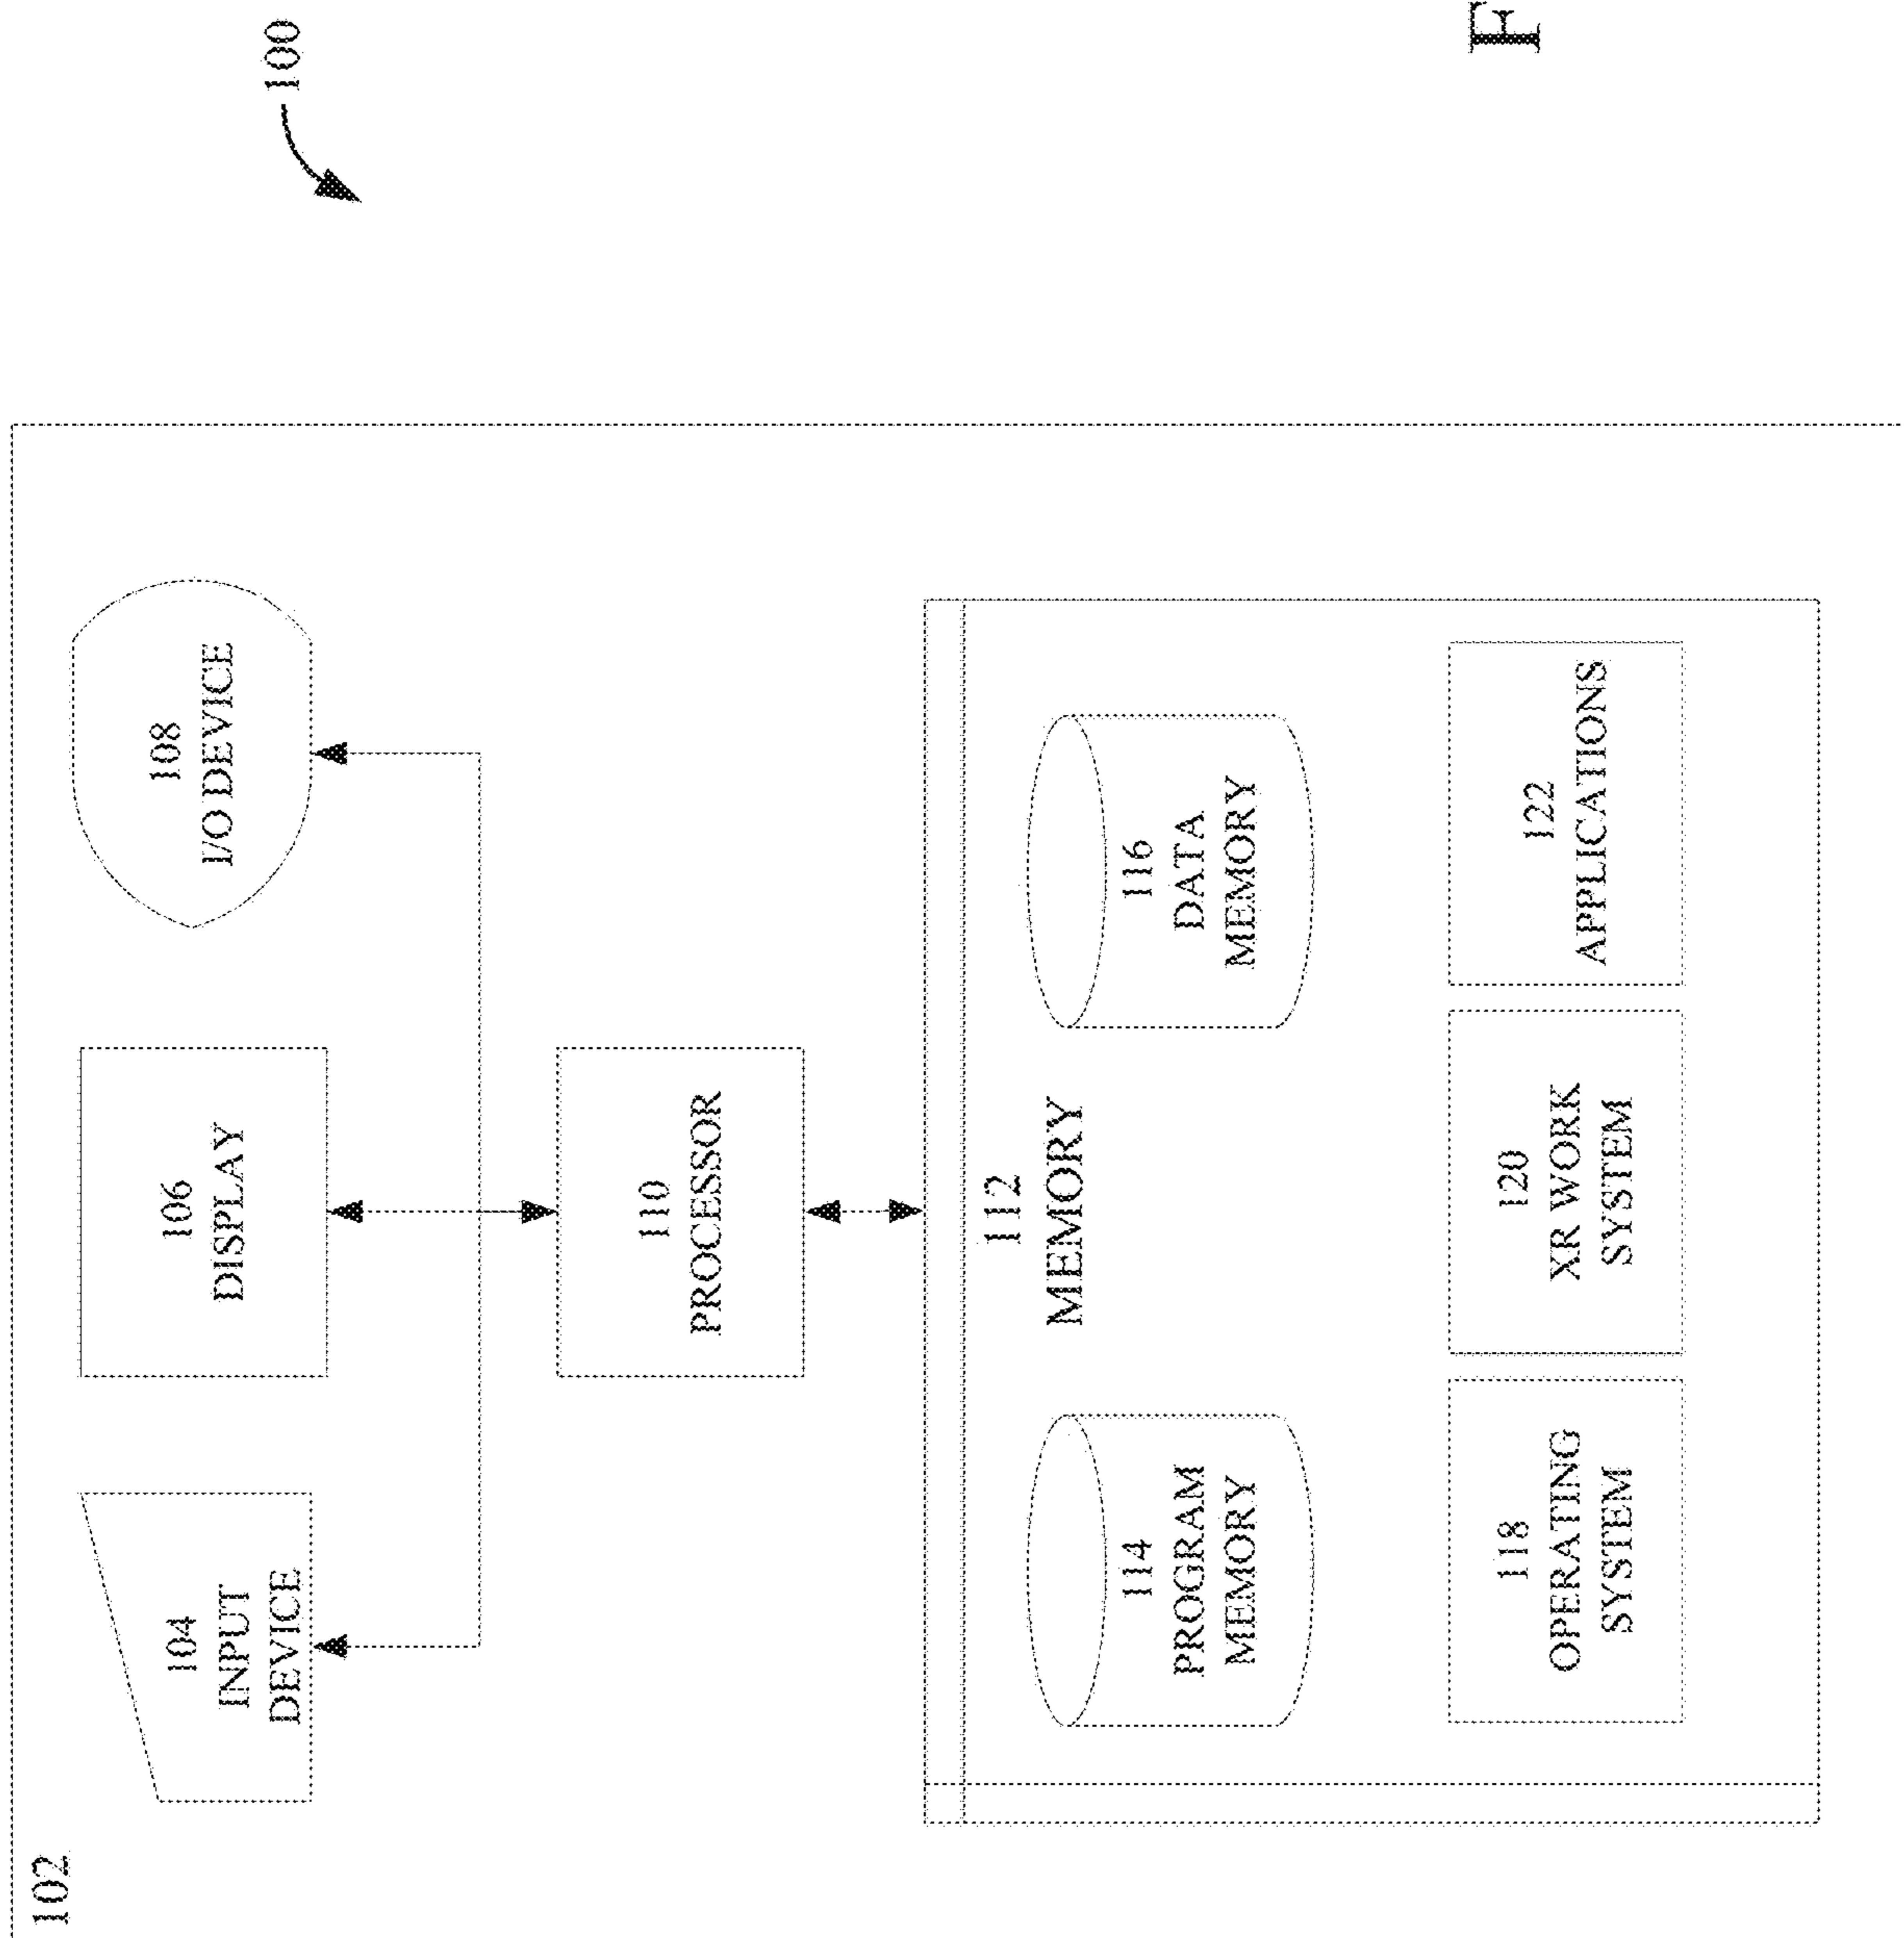 100
102
104
INPUT
DEVICE
106
DISPLAY
108
I/O DEVICE
110
PROCESSOR
112
MEMORY
114
PROGRAM
MEMORY
116
DATA
MEMORY
118
OPERATING
SYSTEM
120
XR WORK
SYSTEM
122
APPLICATIONS
F